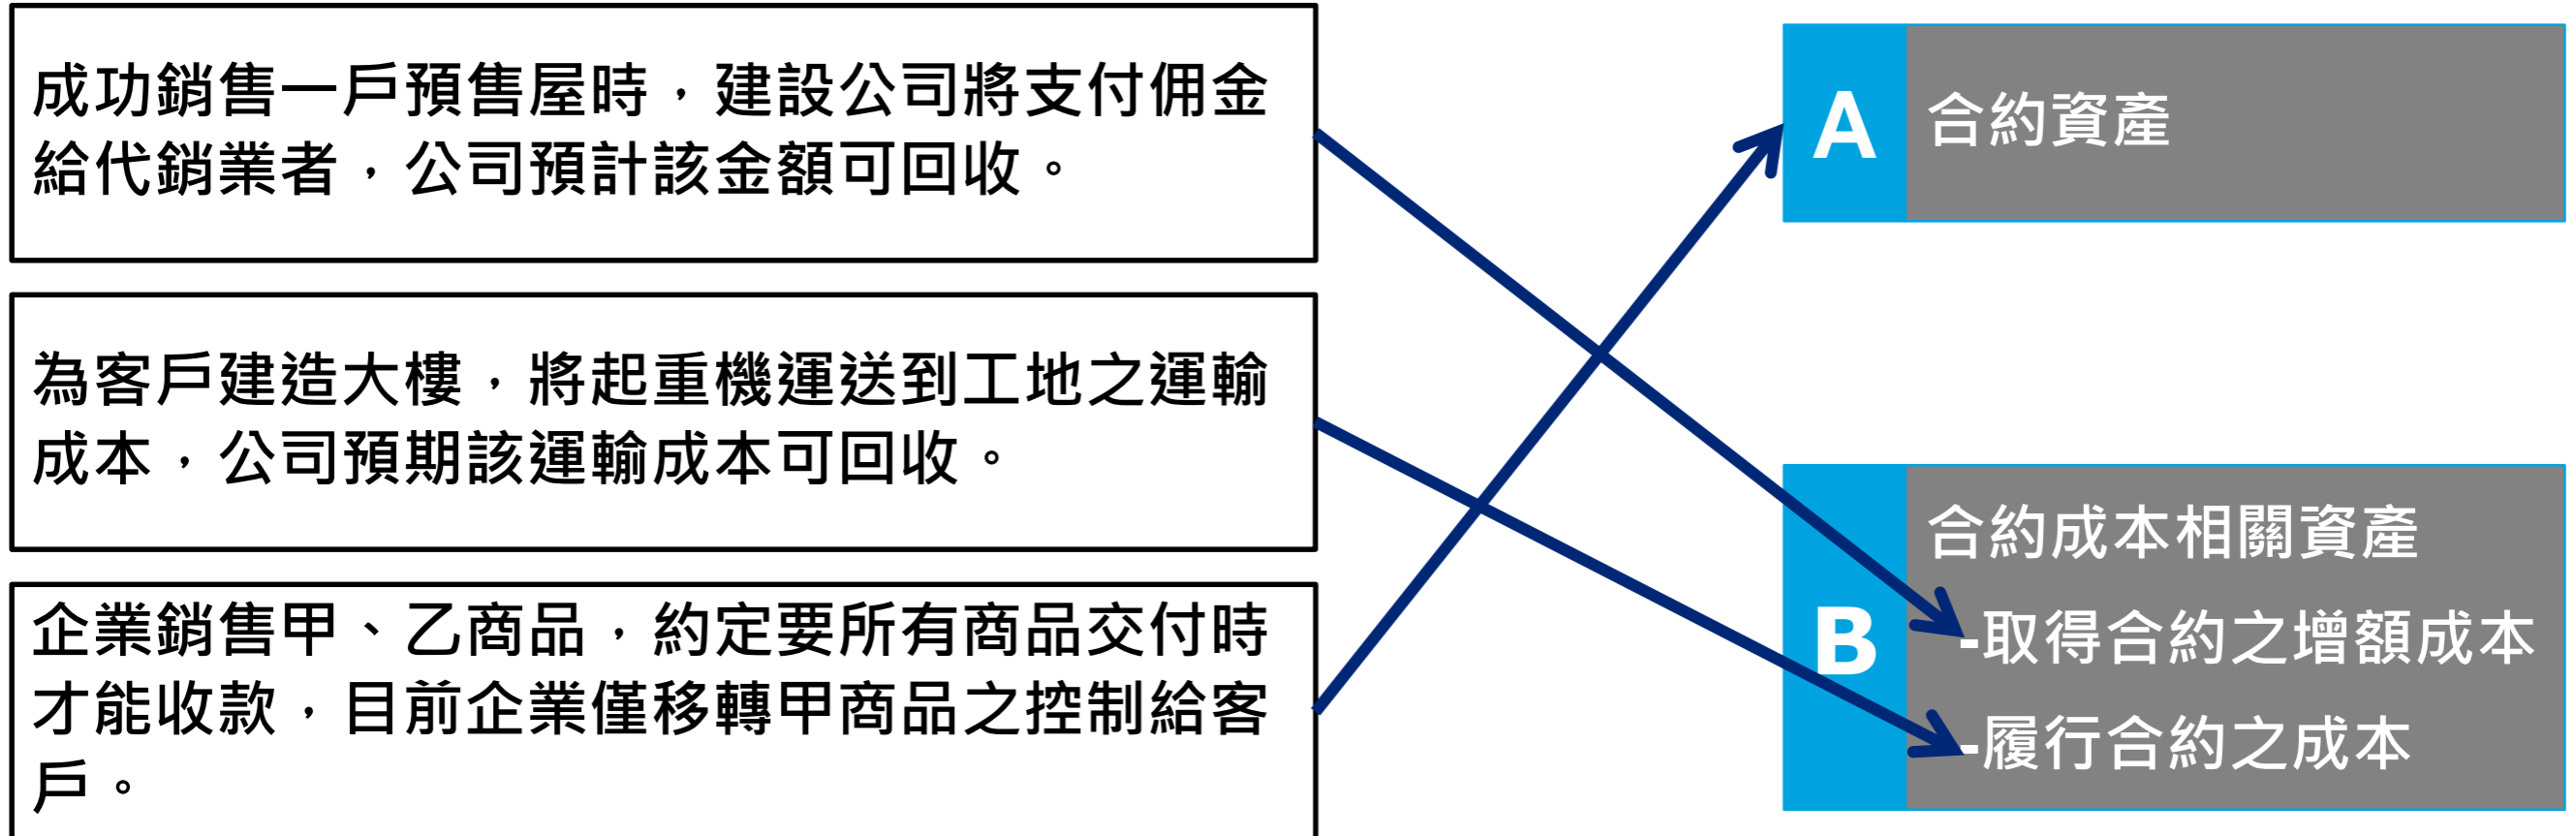 成功銷售一戶預售屋時，建設公司將支付佣金
給代銷業者，公司預計該金額可回收。
為客戶建造大樓，將起重機運送到工地之運輸
成本，公司預期該運輸成本可回收。
企業銷售甲、乙商品，約定要所有商品交付時
才能收款，目前企業僅移轉甲商品之控制給客
戶。
A 合約資產
B
合約成本相關資產
-取得合約之增額成本
-履行合約之成本